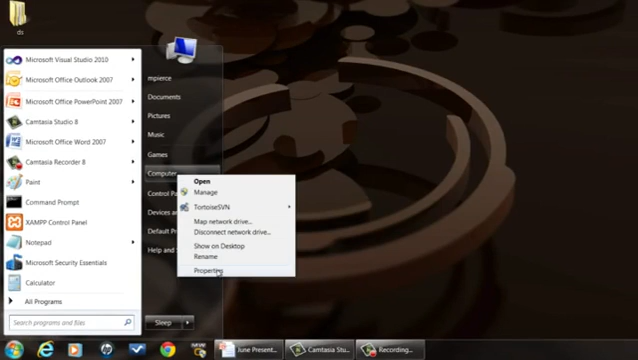 ds
Microsoft Visual Studio 2010
Microsoft Office Outlook 2007
Microsoft Office PowerPoint 2007
Camtasia Studio 8
Microsoft Office Word 2007
Camtasia Recorder 8
Paint
Command Prompt
XAMPP Control Panel
Notepad
Microsoft Security Essentials
Calculator
All Programs
Search programs and files
mpierce
Documents
Pictures
Music
Games
Computer
Control Pa
Devices a
Default Pr
Help and S
Sleep
Open
Manage
TortoiseSVN
Map network drive...
Disconnect network drive...
Show on Desktop
Rename
Properties
June Present...
Camtasia Stu...
Recording...